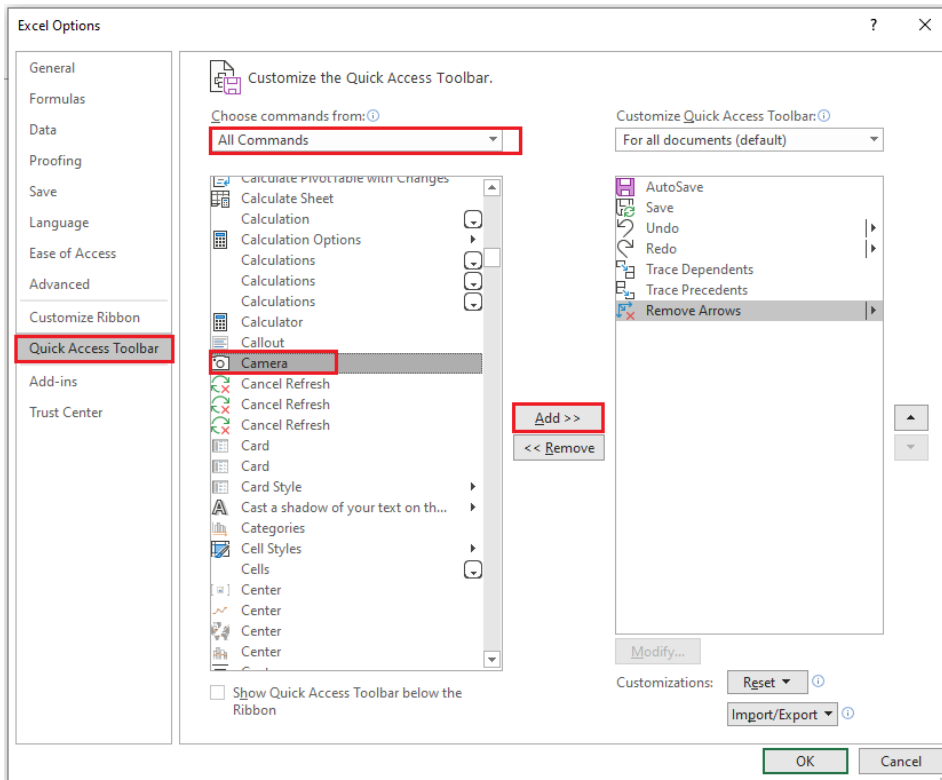 Excel Options
?
General
Formulas
Data
Proofing
Save
Language
Ease of Access
Advanced
Customize Ribbon
Quick Access Toolbar
Add-ins
Trust Center
Customize the Quick Access Toolbar.
Choose commands from:
All Commands
Calculate PivotTable with Changes
Calculate Sheet
Calculation
Calculation Options
Calculations
Calculations
Calculations
Calculator
Callout
Camera
Cancel Refresh
Cancel Refresh
Cancel Refresh
Card
Card
Card Style
Cast a shadow of your text on th...
Categories
Cell Styles
Cells
Center
Center
Center
Center
Show Quick Access Toolbar below the
Ribbon
Add >>
<< Remove
Customize Quick Access Toolbar:
For all documents (default)
AutoSave
Save
Undo
Redo
Trace Dependents
Trace Precedents
Remove Arrows
Modify...
Customizations:
Reset
Import/Export
OK
Cancel